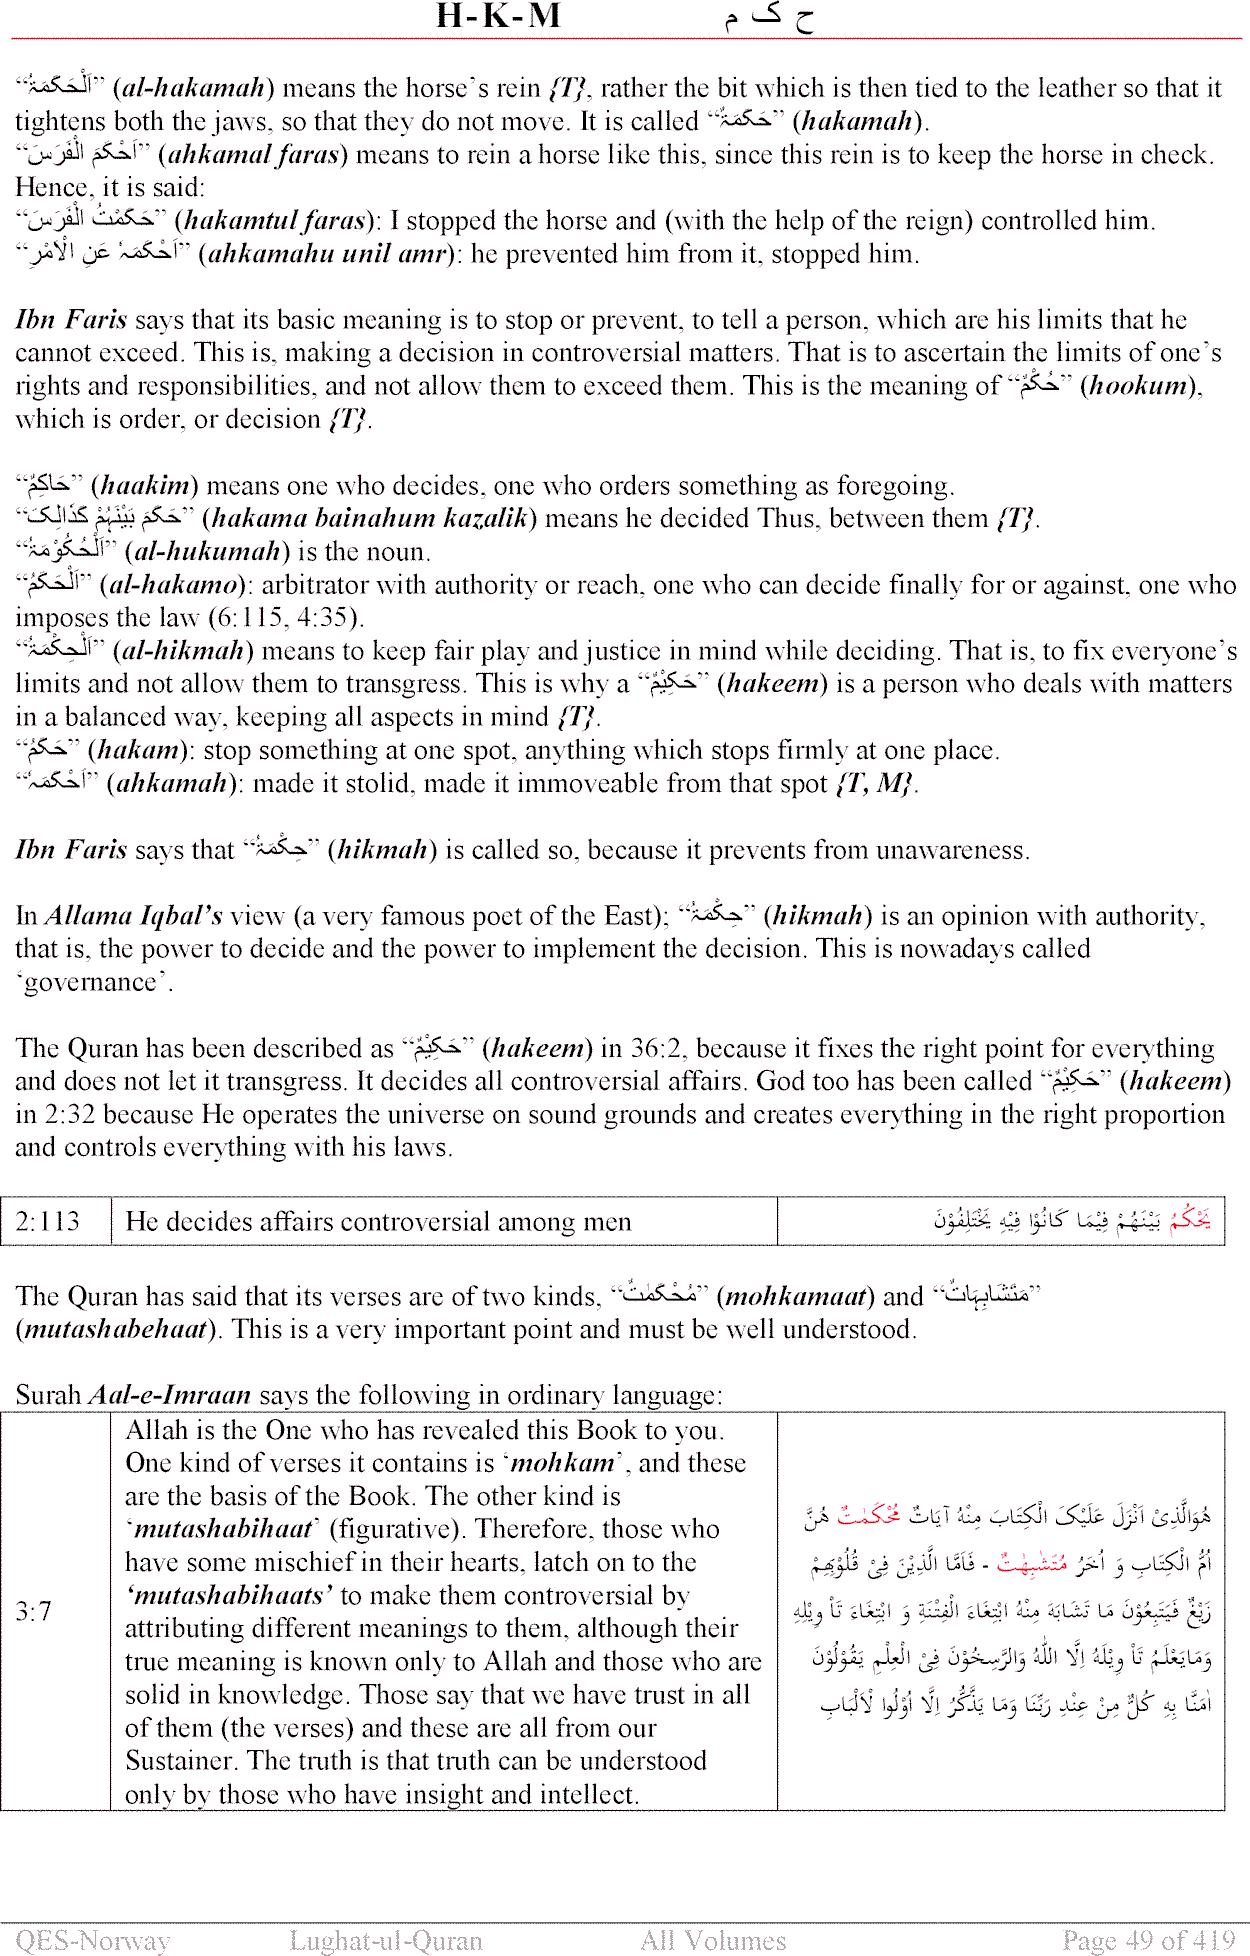 H-K-M ح ک م
“اَلْحَکَمَۃُ” (al-hakamah) means the horse’s rein {T}, rather the bit which is then tied to the leather so that it
tightens both the jaws, so that they do not move. It is called “حَکَمَۃٌ” (hakamah).
“اَحْکَمَ الْفَرَسَ” (ahkamal faras) means to rein a horse like this, since this rein is to keep the horse in check.
Hence, it is said:
“حَکَمْتُ الْفَرَسَ” (hakamtul faras): I stopped the horse and (with the help of the reign) controlled him.
“اَحْکَمَہٗ عَنِ الْاَمْرِ” (ahkamahu unil amr): he prevented him from it, stopped him.
Ibn Faris says that its basic meaning is to stop or prevent, to tell a person, which are his limits that he
cannot exceed. This is, making a decision in controversial matters. That is to ascertain the limits of one’s
rights and responsibilities, and not allow them to exceed them. This is the meaning of “حُکْمٌ” (hookum),
which is order, or decision {T}.
“حَاکِمٌ” (haakim) means one who decides, one who orders something as foregoing.
“حَکَمَ بَیْنَہُمْ کَذَالِکَ” (hakama bainahum kazalik) means he decided Thus, between them {T}.
“اَلْحُکُوْمَۃُ” (al-hukumah) is the noun.
“اَلْحَکَمُ” (al-hakamo): arbitrator with authority or reach, one who can decide finally for or against, one who
imposes the law (6:115, 4:35).
“اَلْحِکْمَۃُ” (al-hikmah) means to keep fair play and justice in mind while deciding. That is, to fix everyone’s
limits and not allow them to transgress. This is why a “حَکِیْمٌ” (hakeem) is a person who deals with matters
in a balanced way, keeping all aspects in mind {T}.
“حَکَمُ” (hakam): stop something at one spot, anything which stops firmly at one place.
“اَحْکَمَہٗ” (ahkamah): made it stolid, made it immoveable from that spot {T, M}.
Ibn Faris says that “حِکْمَۃُ” (hikmah) is called so, because it prevents from unawareness.
In Allama Iqbal’s view (a very famous poet of the East); “حِکْمَۃُ” (hikmah) is an opinion with authority,
that is, the power to decide and the power to implement the decision. This is nowadays called
‘governance’.
The Quran has been described as “حَکِیْمٌ” (hakeem) in 36:2, because it fixes the right point for everything
and does not let it transgress. It decides all controversial affairs. God too has been called “حَکِیْمٌ” (hakeem)
in 2:32 because He operates the universe on sound grounds and creates everything in the right proportion
and controls everything with his laws.
2:113 He decides affairs controversial among men یَحْکُمُ بَیْنَهُمْ فِیْمَا کَانُوْا فِیْهِ یَخْتَلِفُوْنَ
The Quran has said that its verses are of two kinds, “مُحْکَمٰتٌ” (mohkamaat) and “مَتَشَابِہَاتٌ”
(mutashabehaat). This is a very important point and must be well understood.
Surah Aal-e-Imraan says the following in ordinary language:
3:7
Allah is the One who has revealed this Book to you.
One kind of verses it contains is ‘mohkam’, and these
are the basis of the Book. The other kind is
‘mutashabihaat’ (figurative). Therefore, those who
have some mischief in their hearts, latch on to the
‘mutashabihaats’ to make them controversial by
attributing different meanings to them, although their
true meaning is known only to Allah and those who are
solid in knowledge. Those say that we have trust in all
of them (the verses) and these are all from our
Sustainer. The truth is that truth can be understood
only by those who have insight and intellect.
هُوَالَّذِیْ اَنْزَلَ عَلَیْکَ الْکِتَابَ مِنْهُ آیَاتٌ مُحْکَمٰتٌ هُنَّ
اُمُّ الْکِتَابِ وَ اُخَرُ مُتَشٰبِهٰتٌ - فَاَمَّا الَّذِیْنَ فِیْ قُلُوْبِهِمْ
زَیْغٌ فَیَتَّبِعُوْنَ مَا تَشَابَهَ مِنْهُ ابْتِغَاءَ الْفِتْنَةِ وَ ابْتِغَاءَ تَأْ وِیْلِهِ
وَمَایَعْلَمُ تَأْ وِیْلَهُ اِلَّا اللّٰهُ وَالرّٰسِخُوْنَ فِیْ الْعِلْمِ یَقُوْلُوْنَ
اٰمَنَّا بِهِ کُلٌّ مِنْ عِنْدِ رَبِّنَا وَمَا یَذَّکَّرُ اِلَّا اُوْلُوا لْاَلْبَابِ
QES-Norway Lughat-ul-Quran All Volumes Page 49 of 419